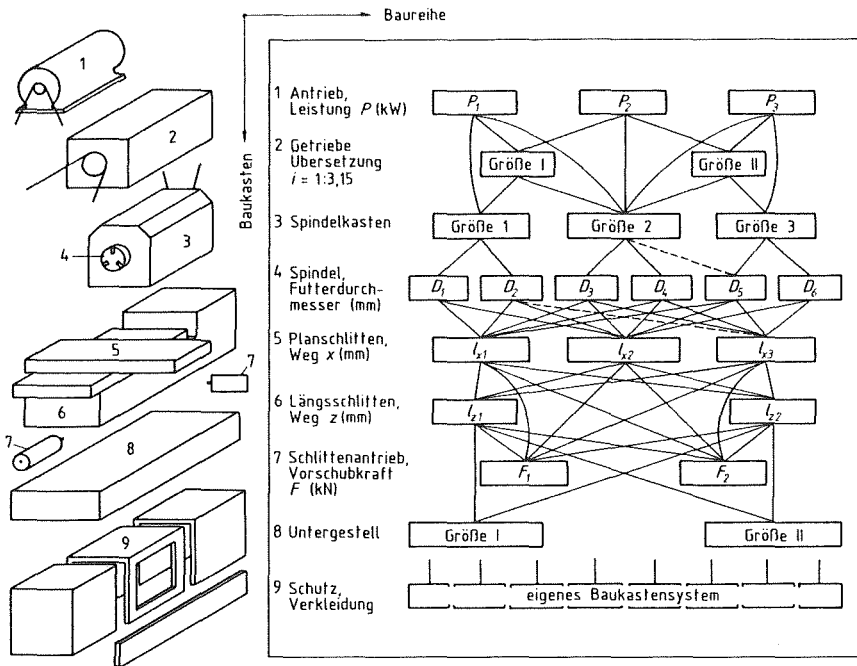 Baureihe
Baukasten
1
2
3
4
5
6
7
7
8
9
1 Antrieb,
Leistung P (kW)
P1 P2 P3
2 Getriebe
Übersetzung
i = 1:3,15
Größe I Größe II
3 Spindelkasten
Größe 1 Größe 2 Größe 3
4 Spindel,
Futterdurch-
messer (mm)
D1 D2 D3 D4 D5 D6
5 Planschlitten,
Weg x (mm)
lx1 lx2 lx3
6 Längsschlitten,
Weg z (mm)
lz1 lz2
7 Schlittenantrieb,
Vorschubkraft
F (kN)
F1 F2
8 Untergestell
Größe I Größe II
9 Schutz,
Verkleidung
eigenes Baukastensystem